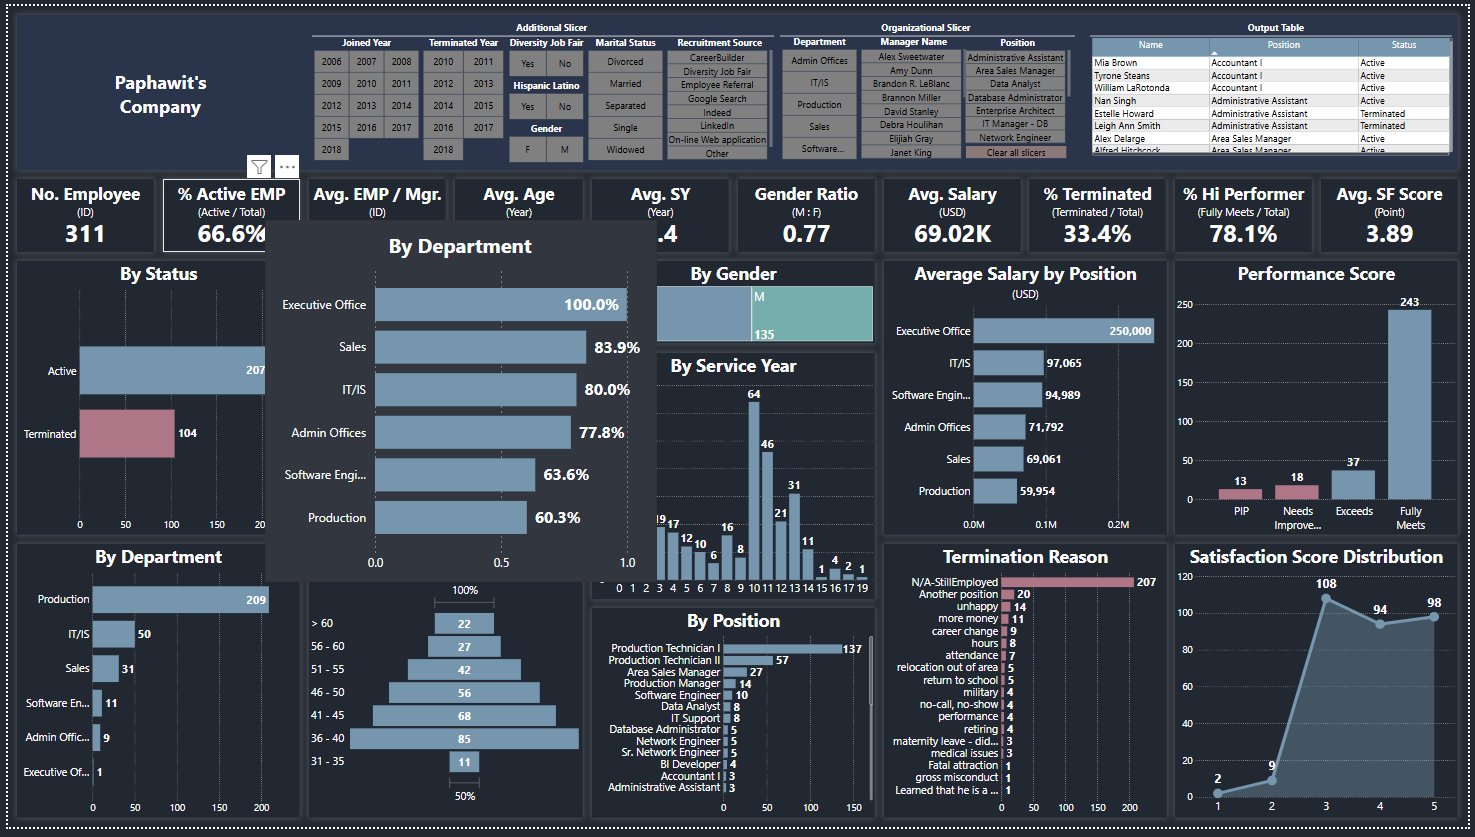 Paphawit's
Company
Additional Slicer
Joined Year
2006 2007 2008
2009 2010 2011
2012 2013 2014
2015 2016 2017
2018
Terminated Year
2010 2011
2012 2013
2014 2015
2016 2017
2018
Diversity Job Fair
Yes No
Hispanic Latino
Yes No
Gender
F M
Marital Status
Divorced
Married
Separated
Single
Widowed
Recruitment Source
CareerBuilder
Diversity Job Fair
Employee Referral
Google Search
Indeed
LinkedIn
On-line Web application
Other
Organizational Slicer
Department
Admin Offices
IT/IS
Production
Sales
Software...
Manager Name
Alex Sweetwater
Amy Dunn
Brandon R. LeBlanc
Brannon Miller
David Stanley
Debra Houlihan
Elijiah Gray
Janet King
Position
Administrative Assistant
Area Sales Manager
Data Analyst
Database Administrator
Enterprise Architect
IT Manager - DB
Network Engineer
Clear all slicers
Output Table
Name Position Status
Mia Brown Accountant I Active
Tyrone Steans Accountant I Active
William LaRotonda Accountant I Active
Nan Singh Administrative Assistant Active
Estelle Howard Administrative Assistant Terminated
Leigh Ann Smith Administrative Assistant Terminated
Alex Delarge Area Sales Manager Active
Alfred Hitchcock Area Sales Manager Active
No. Employee
(ID)
311
% Active EMP
(Active / Total)
66.6%
Avg. EMP / Mgr.
(ID)
Avg. Age
(Year)
Avg. SY
(Year)
.4
Gender Ratio
(M : F)
0.77
Avg. Salary
(USD)
69.02K
% Terminated
(Terminated / Total)
33.4%
% Hi Performer
(Fully Meets / Total)
78.1%
Avg. SF Score
(Point)
3.89
By Status
Active 207
Terminated 104
0 50 100 150 200
By Department
Executive Office 100.0%
Sales 83.9%
IT/IS 80.0%
Admin Offices 77.8%
Software Engi... 63.6%
Production 60.3%
0.0 0.5 1.0
By Gender
M
135
By Service Year
19 17 12 10 6 16 8 64 46 21 31 11 1 4 2 1
0 1 2 3 4 5 6 7 8 9 10 11 12 13 14 15 16 17 19
Average Salary by Position
(USD)
Executive Office 250,000
IT/IS 97,065
Software Engin... 94,989
Admin Offices 71,792
Sales 69,061
Production 59,954
0.0M 0.1M 0.2M
Performance Score
250
200
150
100
50
0
13 18 37 243
PIP Needs Improve... Exceeds Fully Meets
By Department
Production 209
IT/IS 50
Sales 31
Software En... 11
Admin Offic... 9
Executive Of... 1
0 50 100 150 200
100%
> 60 22
56 - 60 27
51 - 55 42
46 - 50 56
41 - 45 68
36 - 40 85
31 - 35 11
50%
By Position
Production Technician I 137
Production Technician II 57
Area Sales Manager 27
Production Manager 14
Software Engineer 10
Data Analyst 8
IT Support 8
Database Administrator 5
Network Engineer 5
Sr. Network Engineer 5
BI Developer 4
Accountant I 3
Administrative Assistant 3
0 50 100 150
Termination Reason
N/A-StillEmployed 207
Another position 20
unhappy 14
more money 11
career change 9
hours 8
attendance 7
relocation out of area 5
return to school 5
military 4
no-call, no-show 4
performance 4
retiring 4
maternity leave - did... 3
medical issues 3
Fatal attraction 1
gross misconduct 1
Learned that he is a ... 1
0 50 100 150 200
Satisfaction Score Distribution
120
100
80
60
40
20
0
2 9 108 94 98
1 2 3 4 5